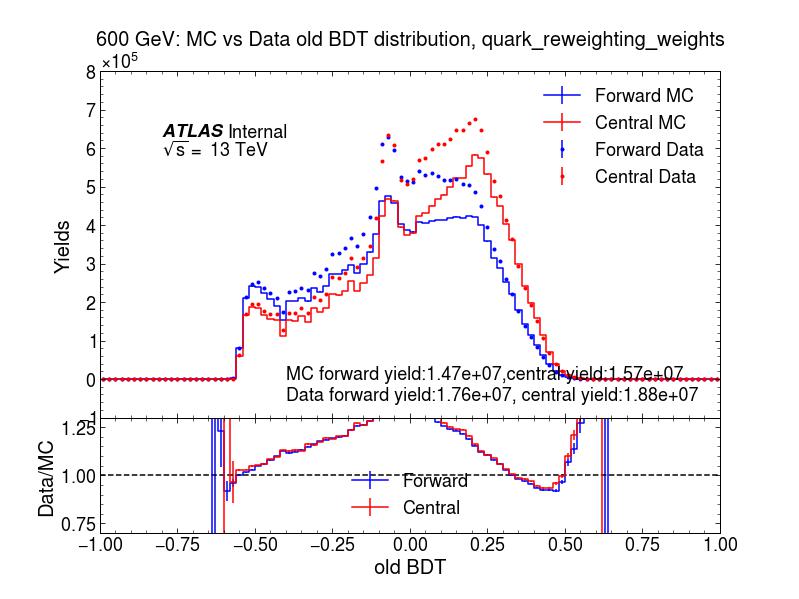 600 GeV: MC vs Data old BDT distribution, quark_reweighting_weights
×10⁵
8
7
6
5
4
3
2
1
0
Yields
ATLAS Internal
√s = 13 TeV
Forward MC
Central MC
Forward Data
Central Data
MC forward yield:1.47e+07,central yield:1.57e+07
Data forward yield:1.76e+07, central yield:1.88e+07
1.25
1.00
0.75
Data/MC
Forward
Central
−1.00 −0.75 −0.50 −0.25 0.00 0.25 0.50 0.75 1.00
old BDT